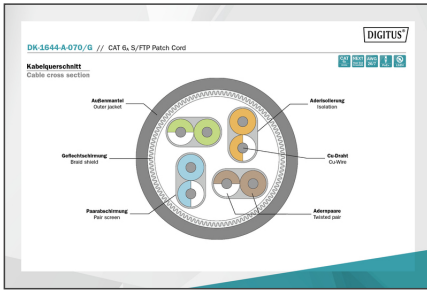 DIGITUS®
DK-1644-A-070/G // CAT 6A S/FTP Patch Cord
Kabelquerschnitt
Cable cross section
Außenmantel
Outer jacket
Aderisolierung
Isolation
Geflechtschirmung
Braid shield
Cu-Draht
Cu-Wire
Paarabschirmung
Pair screen
Adernpaare
Twisted pair